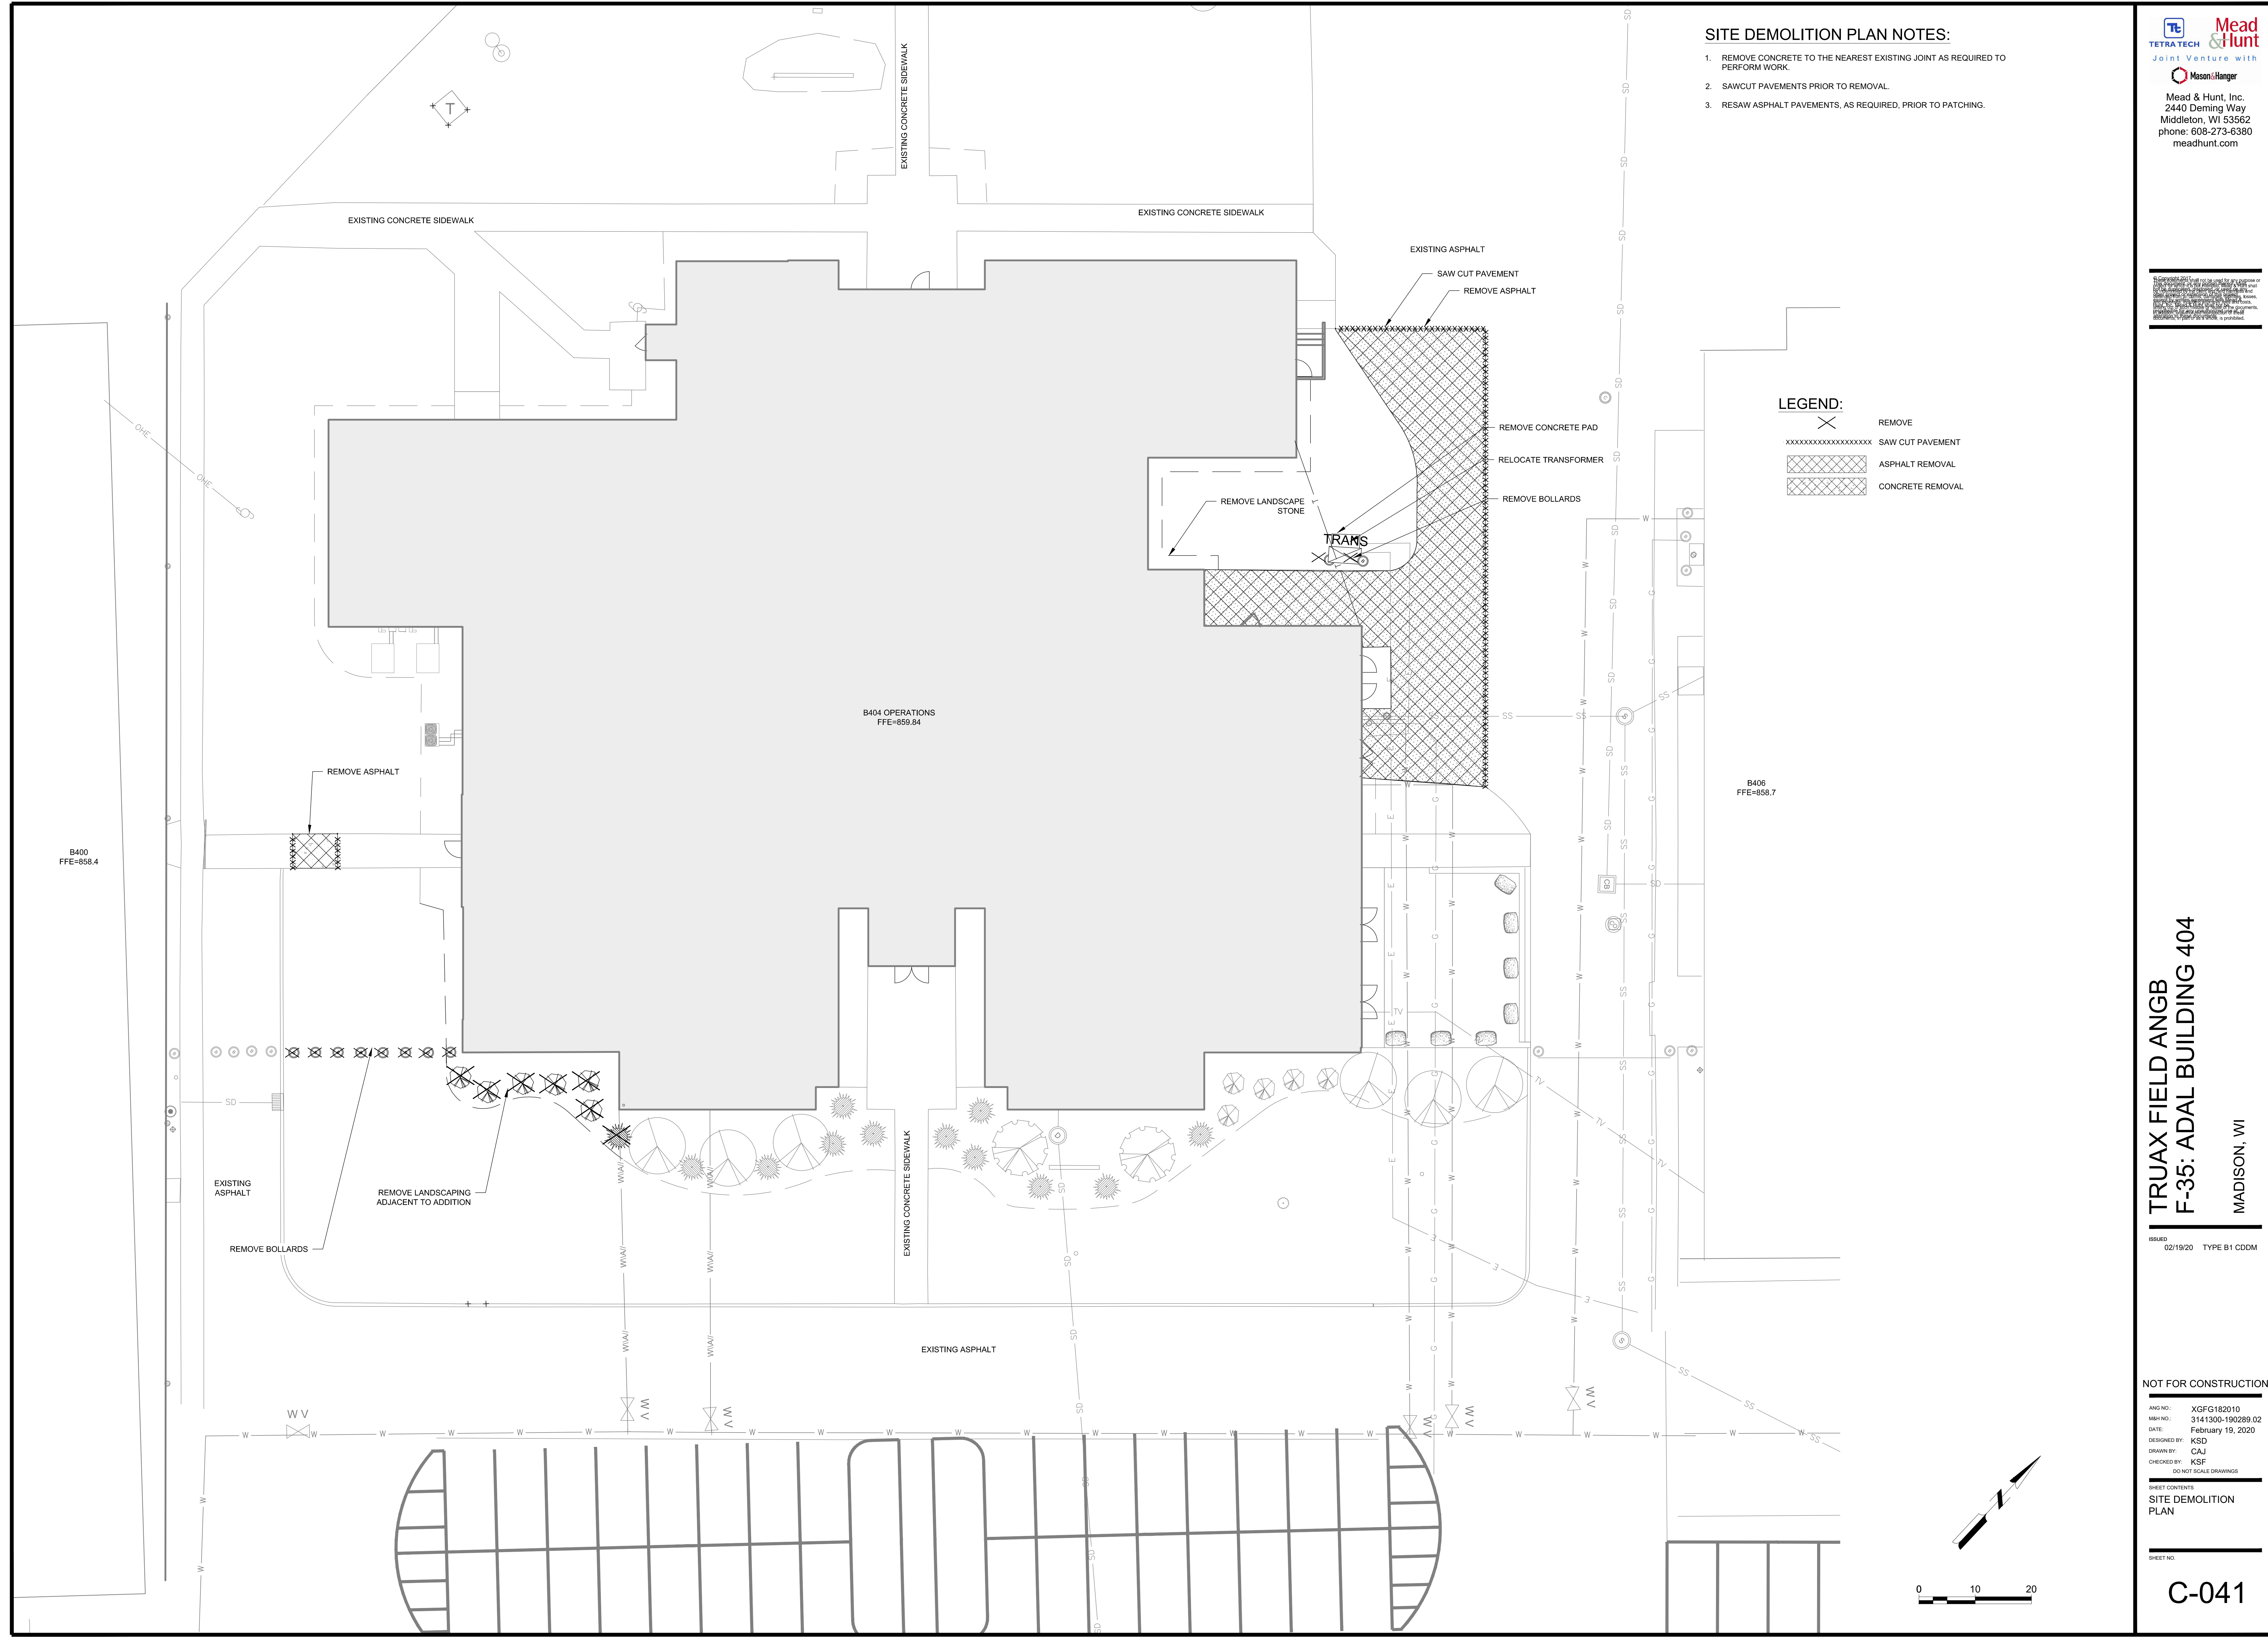 SITE DEMOLITION PLAN NOTES:
1. REMOVE CONCRETE TO THE NEAREST EXISTING JOINT AS REQUIRED TO
PERFORM WORK.
2. SAWCUT PAVEMENTS PRIOR TO REMOVAL.
3. RESAW ASPHALT PAVEMENTS, AS REQUIRED, PRIOR TO PATCHING.
EXISTING CONCRETE SIDEWALK
T
EXISTING CONCRETE SIDEWALK
EXISTING CONCRETE SIDEWALK
EXISTING ASPHALT
SAW CUT PAVEMENT
REMOVE ASPHALT
REMOVE CONCRETE PAD
RELOCATE TRANSFORMER
REMOVE LANDSCAPE
STONE
REMOVE BOLLARDS
TRANS
LEGEND:
REMOVE
XXXXXXXXXXXXXXXXXXX SAW CUT PAVEMENT
ASPHALT REMOVAL
CONCRETE REMOVAL
OHE
OHE
B404 OPERATIONS
FFE=859.84
REMOVE ASPHALT
B406
FFE=858.7
B400
FFE=858.4
CB
SD
EXISTING
ASPHALT
REMOVE LANDSCAPING
ADJACENT TO ADDITION
REMOVE BOLLARDS
EXISTING CONCRETE SIDEWALK
EXISTING ASPHALT
W V
W V
W V
W V
W V
W V
0 10 20
N
TETRA TECH
Mead
&Hunt
Joint Venture with
Mason&Hanger
Mead & Hunt, Inc.
2440 Deming Way
Middleton, WI 53562
phone: 608-273-6380
meadhunt.com
TRUAX FIELD ANGB
F-35: ADAL BUILDING 404
MADISON, WI
ISSUED
02/19/20 TYPE B1 CDDM
NOT FOR CONSTRUCTION
ANG NO.: XGFG182010
M&H NO.: 3141300-190289.02
DATE: February 19, 2020
DESIGNED BY: KSD
DRAWN BY: CAJ
CHECKED BY: KSF
DO NOT SCALE DRAWINGS
SHEET CONTENTS
SITE DEMOLITION
PLAN
SHEET NO.
C-041